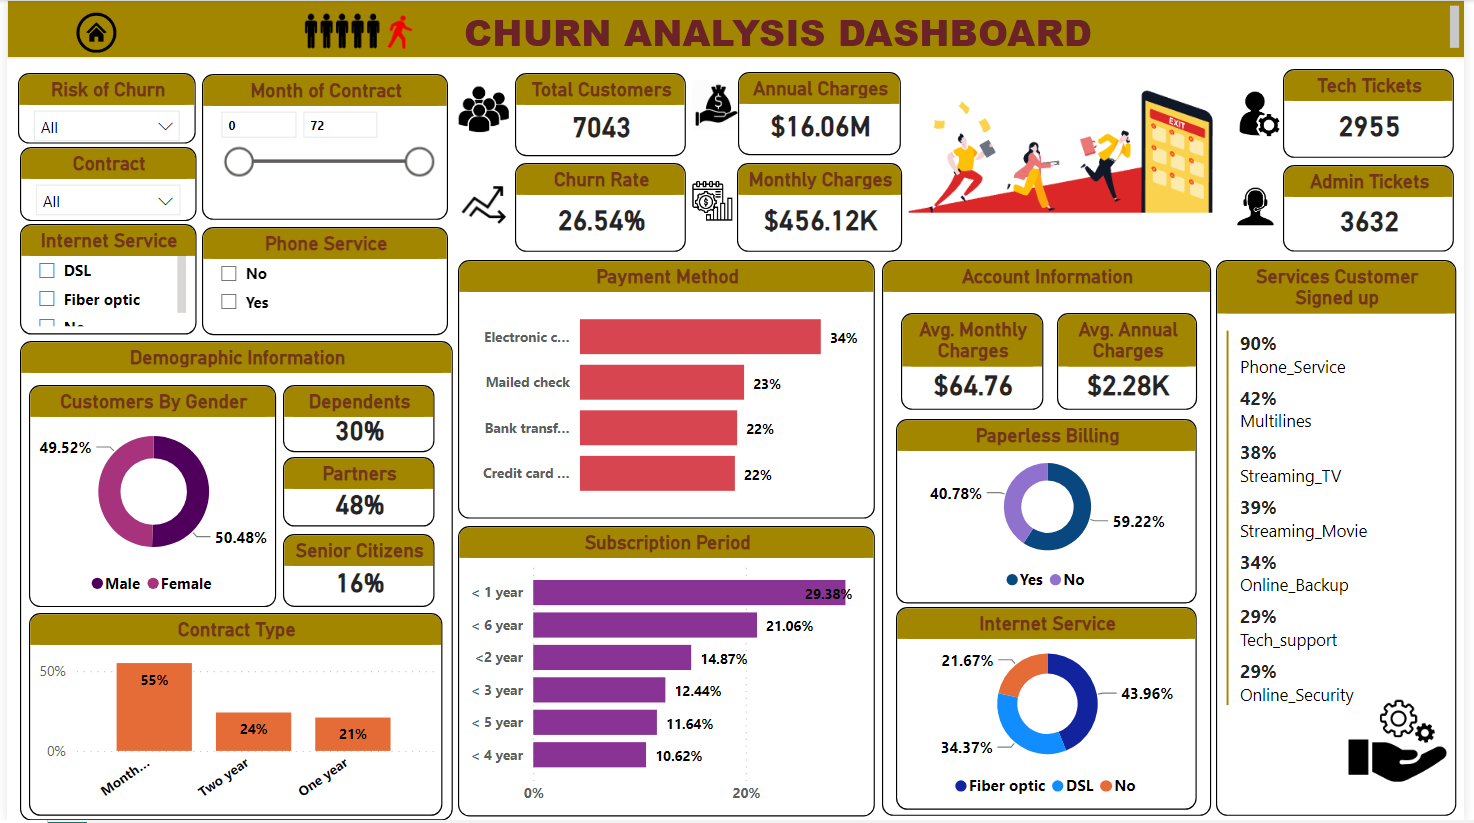 CHURN ANALYSIS DASHBOARD
Risk of Churn
All
Contract
All
Month of Contract
0
72
Total Customers
7043
Annual Charges
$16.06M
Churn Rate
26.54%
Monthly Charges
$456.12K
EXIT
Tech Tickets
2955
Admin Tickets
3632
Internet Service
DSL
Fiber optic
No
Phone Service
No
Yes
Demographic Information
Customers By Gender
49.52%
50.48%
Male
Female
Dependents
30%
Partners
48%
Senior Citizens
16%
Contract Type
50%
0%
55%
24%
21%
Month...
Two year
One year
Payment Method
Electronic c...
34%
Mailed check
23%
Bank transf...
22%
Credit card ...
22%
Subscription Period
< 1 year
29.38%
< 6 year
21.06%
<2 year
14.87%
< 3 year
12.44%
< 5 year
11.64%
< 4 year
10.62%
0%
20%
Account Information
Avg. Monthly
Charges
$64.76
Avg. Annual
Charges
$2.28K
Paperless Billing
40.78%
59.22%
Yes
No
Internet Service
21.67%
43.96%
34.37%
Fiber optic
DSL
No
Services Customer
Signed up
90%
Phone_Service
42%
Multilines
38%
Streaming_TV
39%
Streaming_Movie
34%
Online_Backup
29%
Tech_support
29%
Online_Security